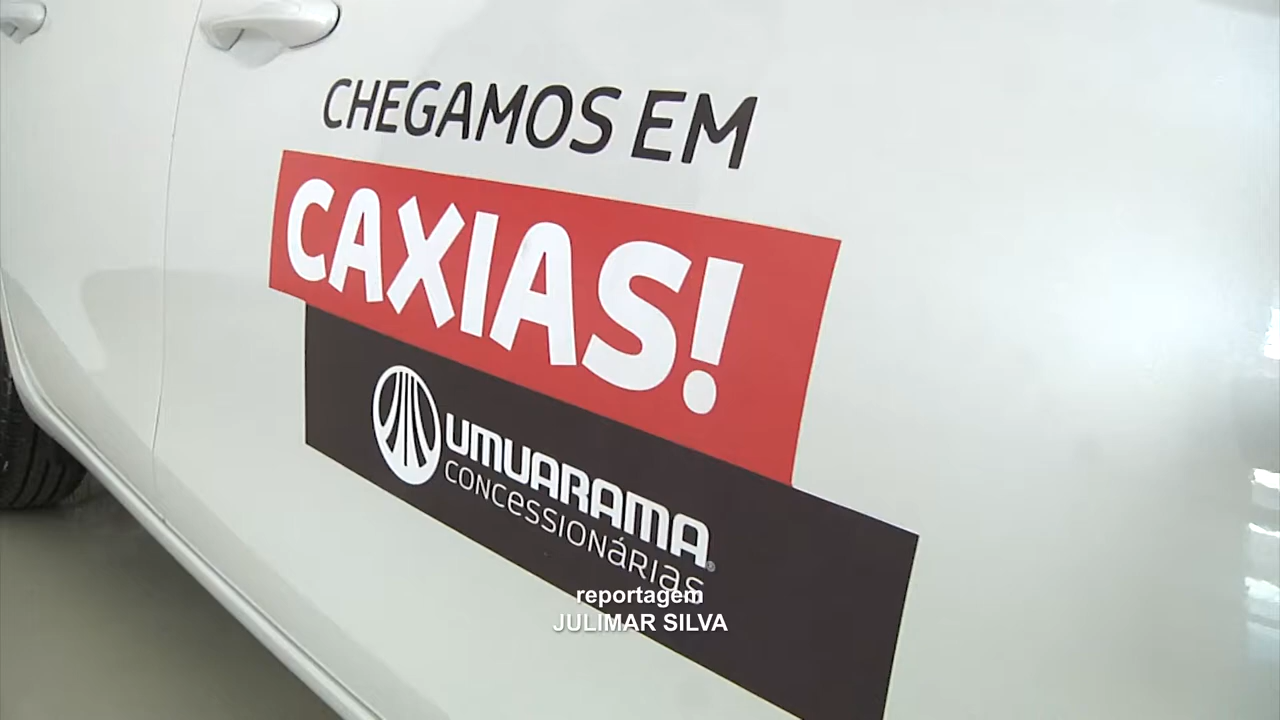 CHEGAMOS EM
CAXIAS!
UMUARAMA®
CONCESSIONÁRIAS
reportagem
JULIMAR SILVA